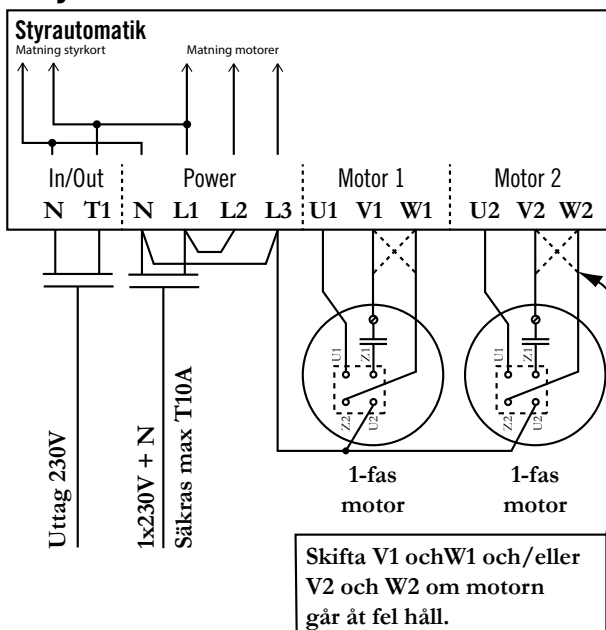 Styrautomatik
Matning styrkort
Matning motorer
In/Out
Power
Motor 1
Motor 2
N T1 N L1 L2 L3 U1 V1 W1 U2 V2 W2
U1 Z1
Z2 U2
U1 Z1
Z2 U2
Uttag 230V
1x230V + N
Säkras max T10A
1-fas
motor
1-fas
motor
Skifta V1 ochW1 och/eller
V2 och W2 om motorn
går åt fel håll.